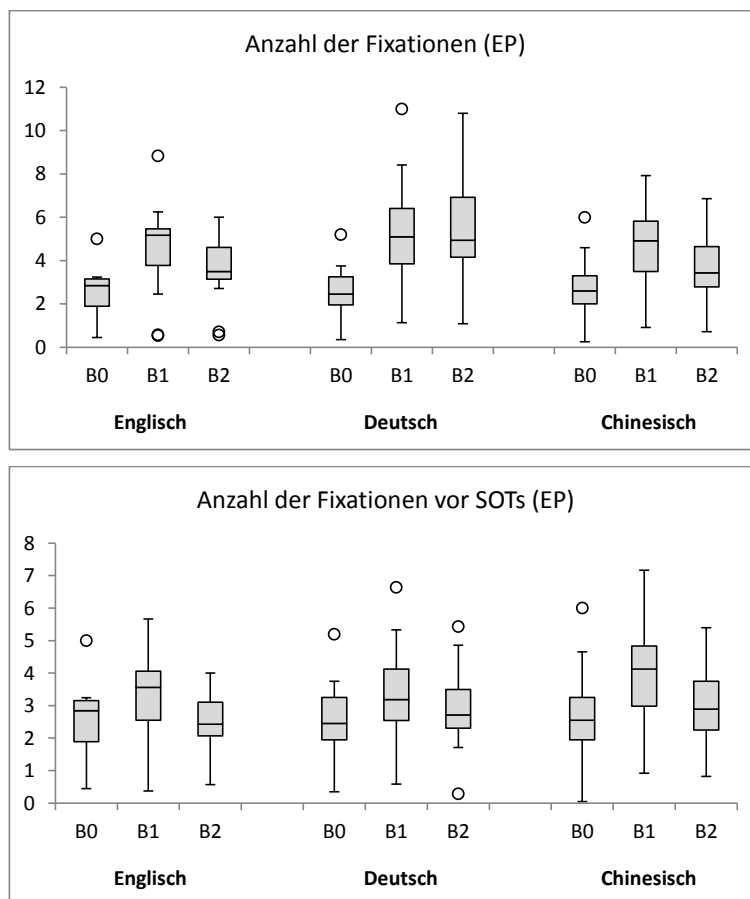 Anzahl der Fixationen (EP)
12
10
8
6
4
2
0
B0 B1 B2 B0 B1 B2 B0 B1 B2
Englisch Deutsch Chinesisch
Anzahl der Fixationen vor SOTs (EP)
8
7
6
5
4
3
2
1
0
B0 B1 B2 B0 B1 B2 B0 B1 B2
Englisch Deutsch Chinesisch